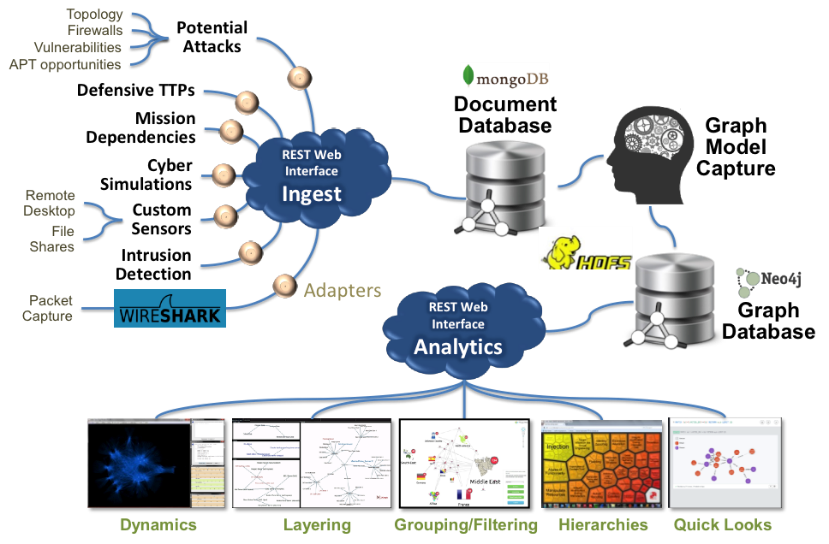 Topology
Firewalls
Vulnerabilities
APT opportunities
Potential
Attacks
Defensive TTPs
Mission
Dependencies
Cyber
Simulations
Remote
Desktop
File
Shares
Custom
Sensors
Intrusion
Detection
Packet
Capture
WIRESHARK
Adapters
REST Web
Interface
Ingest
mongoDB
Document
Database
Graph
Model
Capture
HDFS
Neo4j
Graph
Database
REST Web
Interface
Analytics
Injection
Middle East
Dynamics
Layering
Grouping/Filtering
Hierarchies
Quick Looks